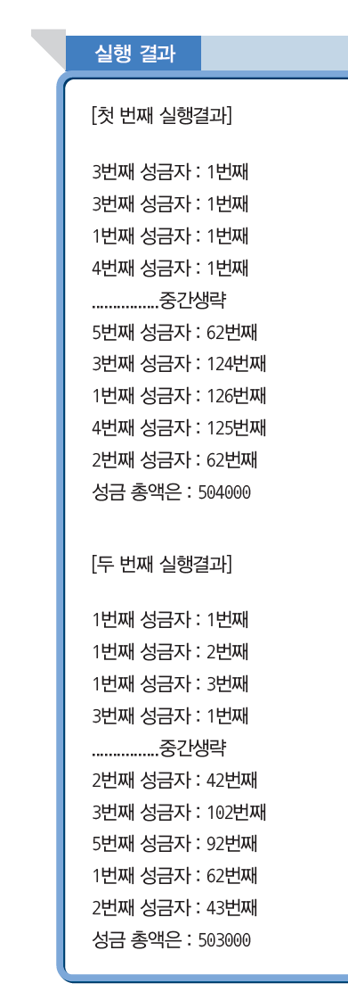 실행 결과
[첫 번째 실행결과]
3번째 성금자 : 1번째
3번째 성금자 : 1번째
1번째 성금자 : 1번째
4번째 성금자 : 1번째
................중간생략
5번째 성금자 : 62번째
3번째 성금자 : 124번째
1번째 성금자 : 126번째
4번째 성금자 : 125번째
2번째 성금자 : 62번째
성금 총액은 : 504000
[두 번째 실행결과]
1번째 성금자 : 1번째
1번째 성금자 : 2번째
1번째 성금자 : 3번째
3번째 성금자 : 1번째
................중간생략
2번째 성금자 : 42번째
3번째 성금자 : 102번째
5번째 성금자 : 92번째
1번째 성금자 : 62번째
2번째 성금자 : 43번째
성금 총액은 : 503000